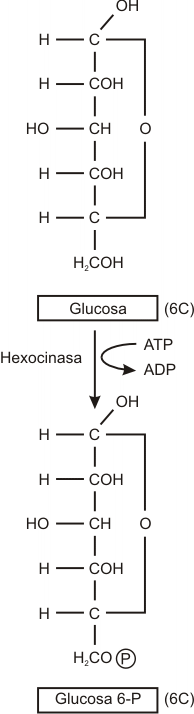 OH
H C
H COH
HO CH O
H COH
H C
H₂COH
Glucosa (6C)
ATP
Hexocinasa
ADP
OH
H C
H COH
HO CH O
H COH
H C
H₂CO P
Glucosa 6-P (6C)